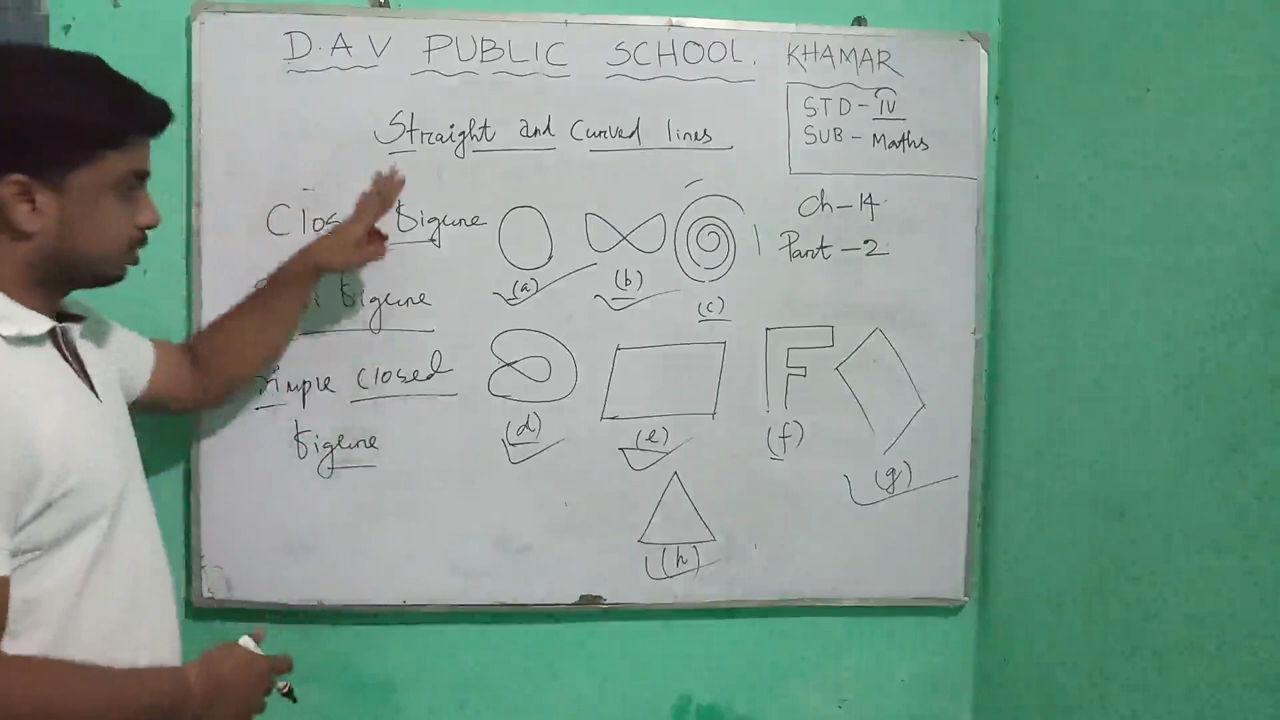 D.A.V PUBLIC SCHOOL. KHAMAR
STD - IV
SUB - Maths
Straight and Curved lines
Ch-14
Part-2
figure
(a)
(b)
(c)
figure
closed
figure
(d)
(e)
(f)
(g)
(h)